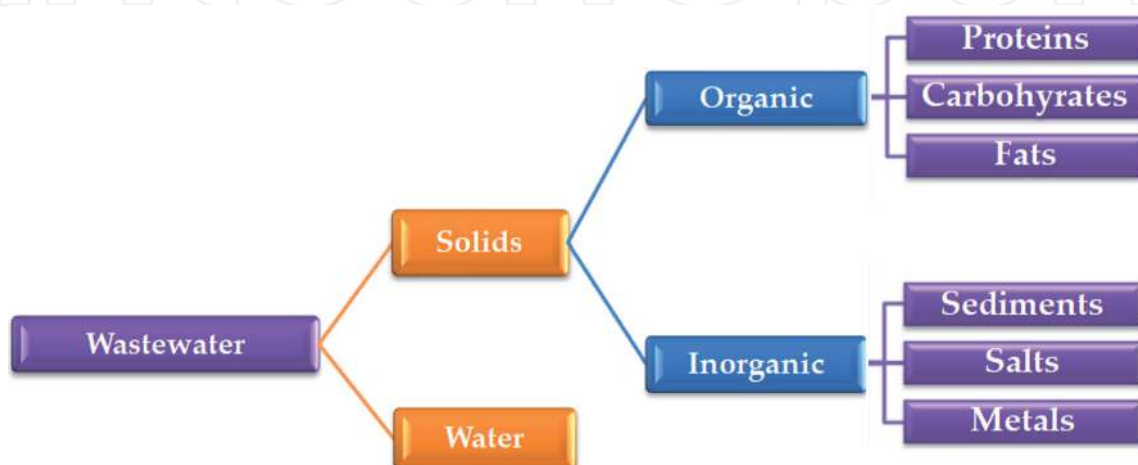 Proteins
Organic
Carbohyrates
Fats
Solids
Sediments
Wastewater
Inorganic
Salts
Metals
Water